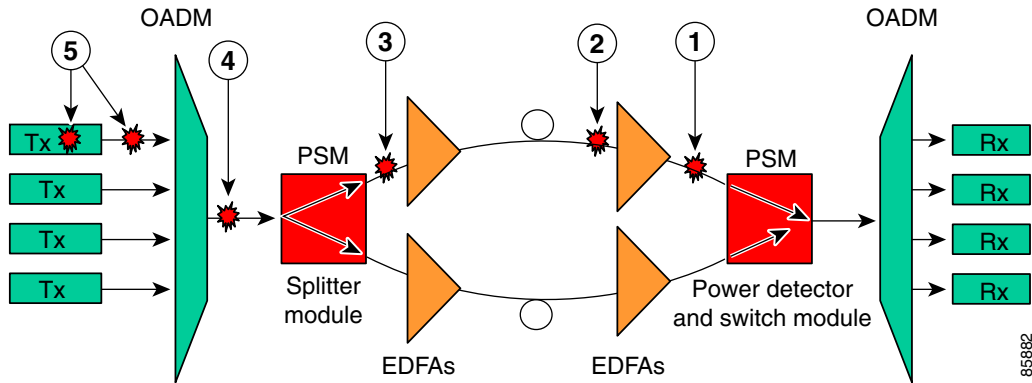 OADM
OADM
5
4
3
2
1
Tx
Tx
Tx
Tx
PSM
PSM
Splitter
module
Power detector
and switch module
EDFAs
EDFAs
Rx
Rx
Rx
Rx
85882